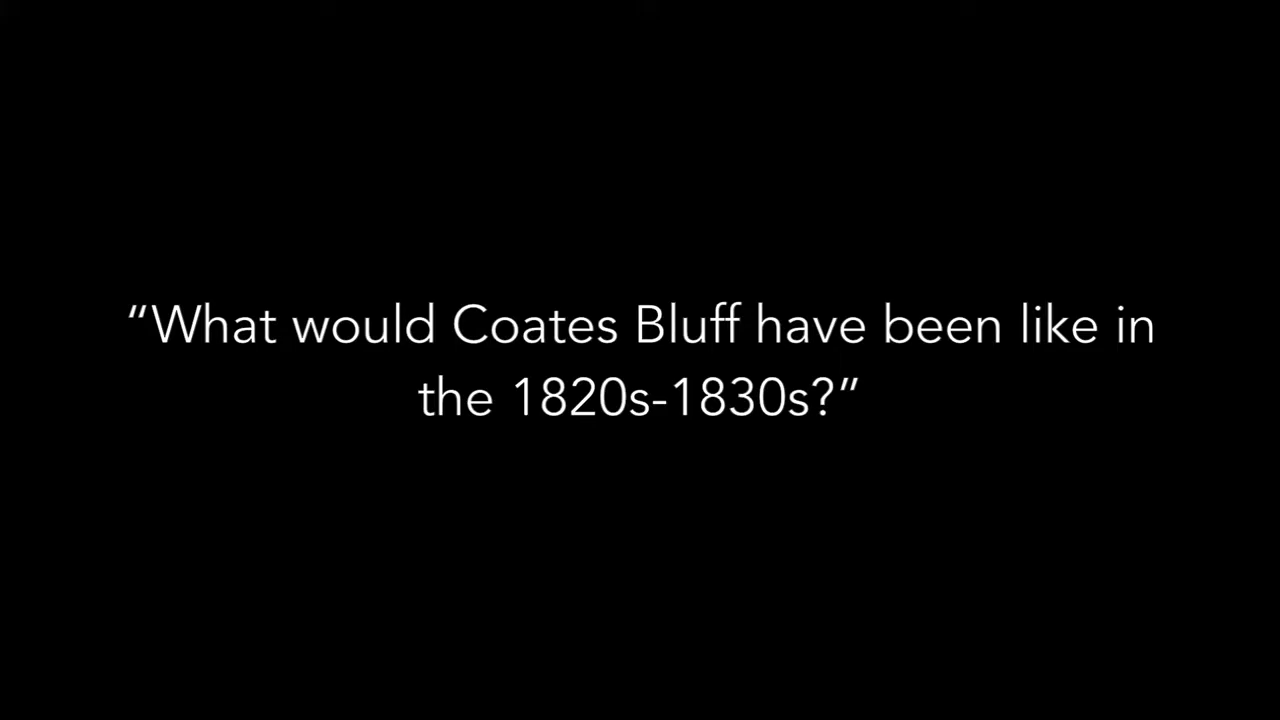 “What would Coates Bluff have been like in
the 1820s-1830s?”